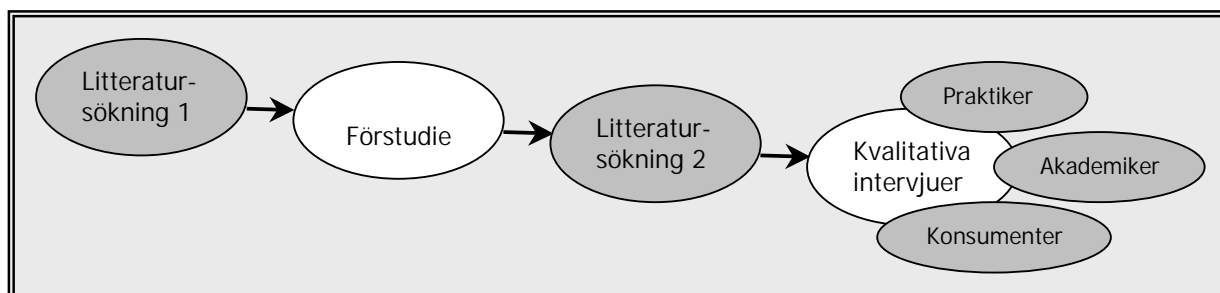 Litteratur-
sökning 1
Förstudie
Litteratur-
sökning 2
Kvalitativa
intervjuer
Praktiker
Akademiker
Konsumenter